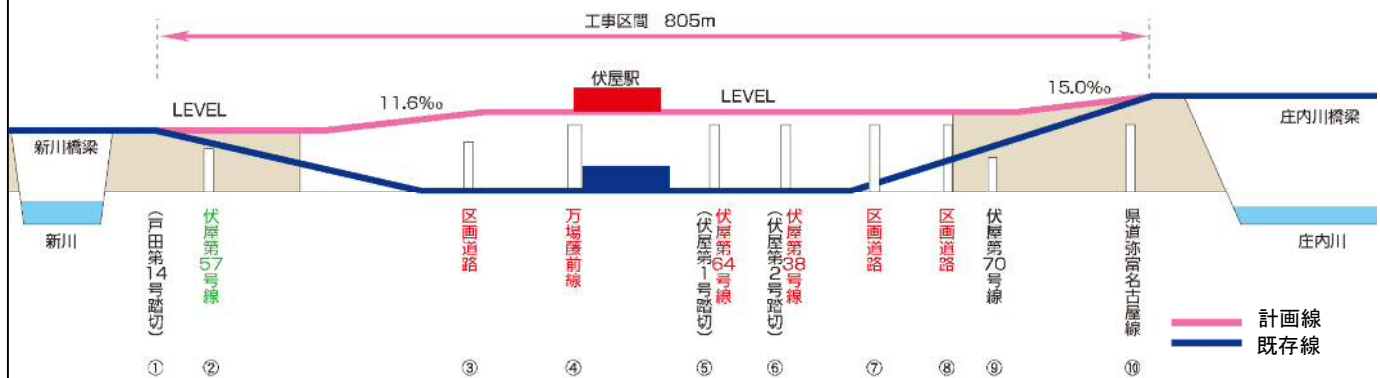 工事区間 805m
伏屋駅
LEVEL
11.6‰
LEVEL
15.0‰
新川橋梁
庄内川橋梁
新川
庄内川
(戸田第14号踏切)
伏屋第57号線
区画道路
万場藤前線
伏屋第64号線
(伏屋第1号踏切)
伏屋第38号線
(伏屋第2号踏切)
区画道路
区画道路
伏屋第70号線
県道弥富名古屋線
計画線
既存線
① ② ③ ④ ⑤ ⑥ ⑦ ⑧ ⑨ ⑩